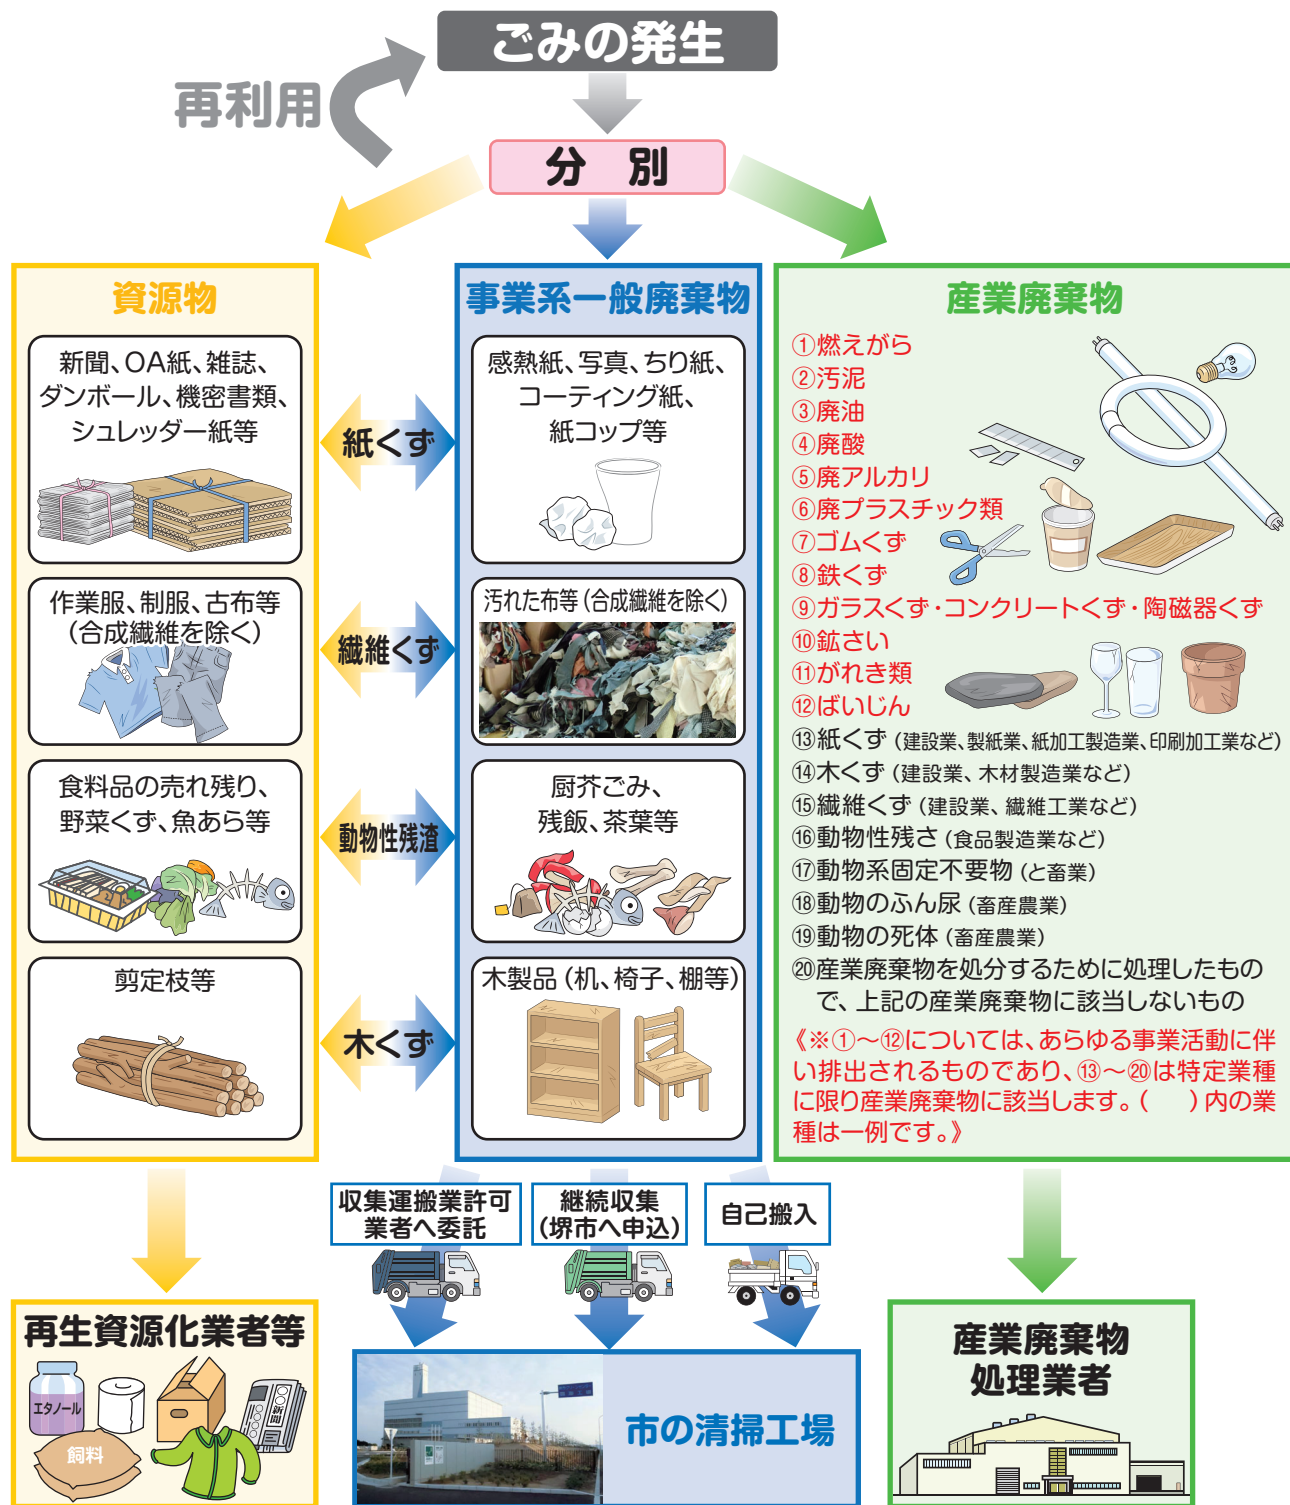 ごみの発生
再利用
分 別
資源物
新聞、OA紙、雑誌、
ダンボール、機密書類、
シュレッダー紙等
作業服、制服、古布等
(合成繊維を除く)
食料品の売れ残り、
野菜くず、魚あら等
剪定枝等
紙くず
繊維くず
動物性残渣
木くず
事業系一般廃棄物
感熱紙、写真、ちり紙、
コーティング紙、
紙コップ等
汚れた布等(合成繊維を除く)
厨芥ごみ、
残飯、茶葉等
木製品(机、椅子、棚等)
産業廃棄物
①燃えがら
②汚泥
③廃油
④廃酸
⑤廃アルカリ
⑥廃プラスチック類
⑦ゴムくず
⑧鉄くず
⑨ガラスくず・コンクリートくず・陶磁器くず
⑩鉱さい
⑪がれき類
⑫ばいじん
⑬紙くず(建設業、製紙業、紙加工製造業、印刷加工業など)
⑭木くず(建設業、木材製造業など)
⑮繊維くず(建設業、繊維工業など)
⑯動物性残さ(食品製造業など)
⑰動物系固定不要物(と畜業)
⑱動物のふん尿(畜産農業)
⑲動物の死体(畜産農業)
⑳産業廃棄物を処分するために処理したもの
で、上記の産業廃棄物に該当しないもの
《※①~⑫については、あらゆる事業活動に伴
い排出されるものであり、⑬~⑳は特定業種
に限り産業廃棄物に該当します。(　)内の業
種は一例です。》
収集運搬業許可
業者へ委託
継続収集
(堺市へ申込)
自己搬入
再生資源化業者等
エタノール
飼料
新聞
市の清掃工場
産業廃棄物
処理業者